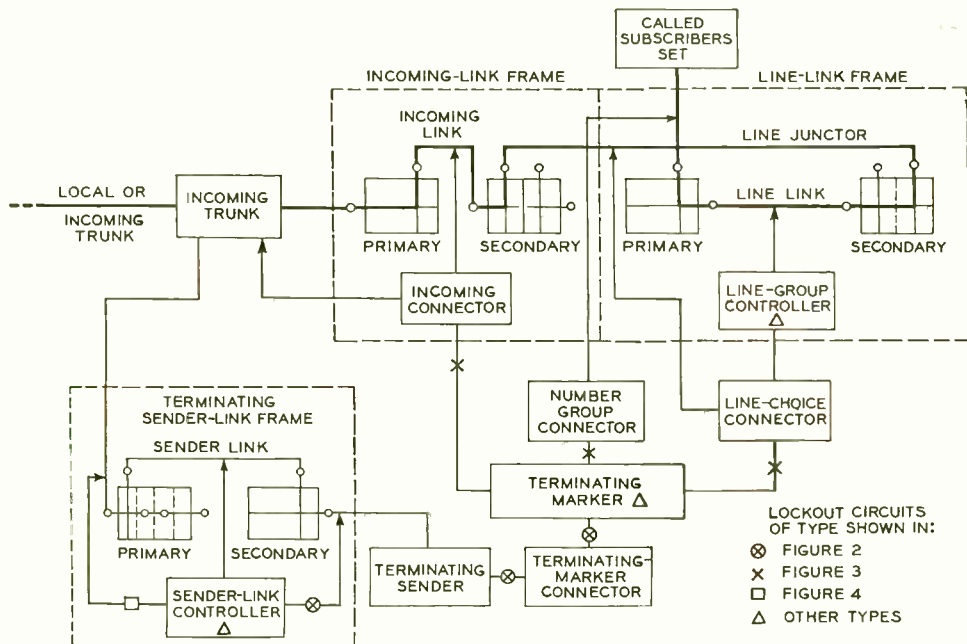 CALLED
SUBSCRIBERS
SET
INCOMING-LINK FRAME
LINE-LINK FRAME
INCOMING
LINK
LINE JUNCTOR
LOCAL OR
INCOMING
TRUNK
INCOMING
TRUNK
LINE LINK
PRIMARY
SECONDARY
PRIMARY
SECONDARY
INCOMING
CONNECTOR
LINE-GROUP
CONTROLLER
TERMINATING
SENDER-LINK FRAME
NUMBER
GROUP
CONNECTOR
LINE-CHOICE
CONNECTOR
SENDER LINK
TERMINATING
MARKER
PRIMARY
SECONDARY
LOCKOUT CIRCUITS
OF TYPE SHOWN IN:
FIGURE 2
FIGURE 3
FIGURE 4
OTHER TYPES
TERMINATING
SENDER
TERMINATING-
MARKER
CONNECTOR
SENDER-LINK
CONTROLLER